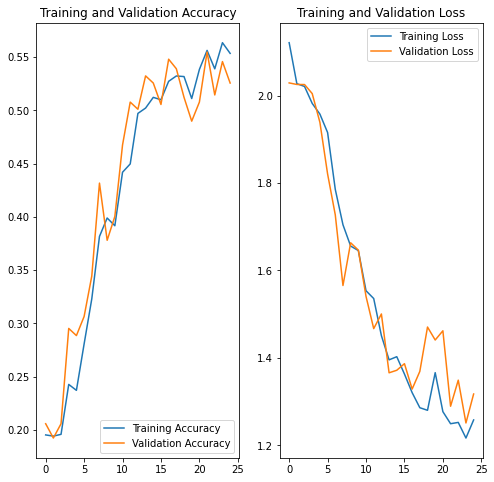 Training and Validation Accuracy
0.55
0.50
0.45
0.40
0.35
0.30
0.25
0.20
Training Accuracy
Validation Accuracy
0 5 10 15 20 25
Training and Validation Loss
Training Loss
Validation Loss
2.0
1.8
1.6
1.4
1.2
0 5 10 15 20 25